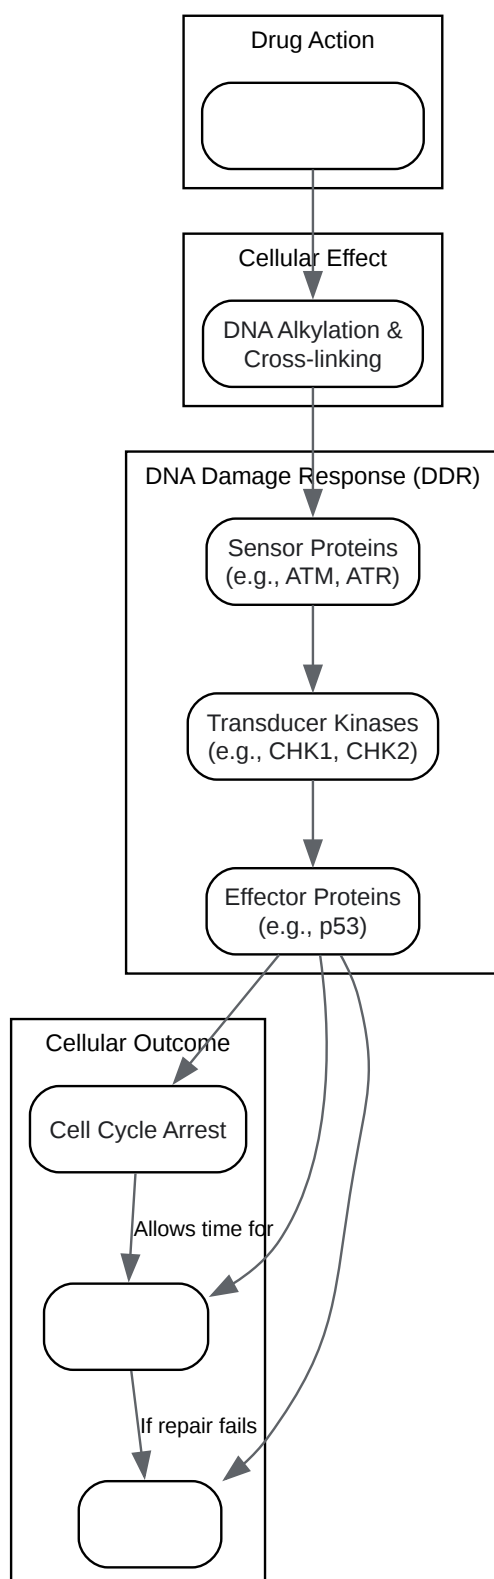 Drug Action
Cellular Effect
DNA Alkylation &
Cross-linking
DNA Damage Response (DDR)
Sensor Proteins
(e.g., ATM, ATR)
Transducer Kinases
(e.g., CHK1, CHK2)
Effector Proteins
(e.g., p53)
Cellular Outcome
Cell Cycle Arrest
Allows time for
If repair fails